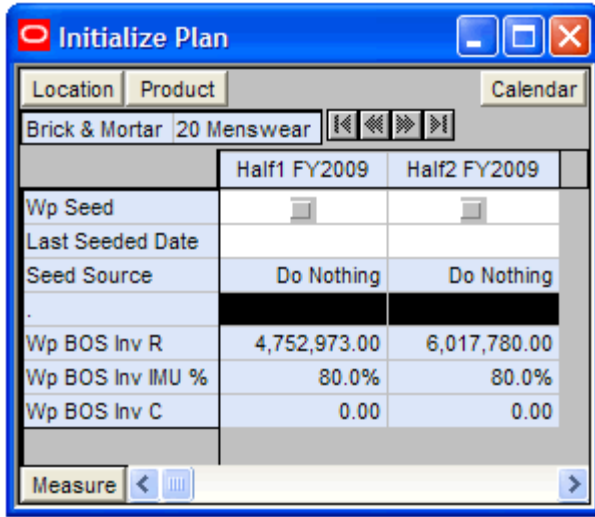 Initialize Plan
Location Product Calendar
Brick & Mortar 20 Menswear
Half1 FY2009 Half2 FY2009
Wp Seed
Last Seeded Date
Seed Source Do Nothing Do Nothing
.
Wp BOS Inv R 4,752,973.00 6,017,780.00
Wp BOS Inv IMU % 80.0% 80.0%
Wp BOS Inv C 0.00 0.00
Measure